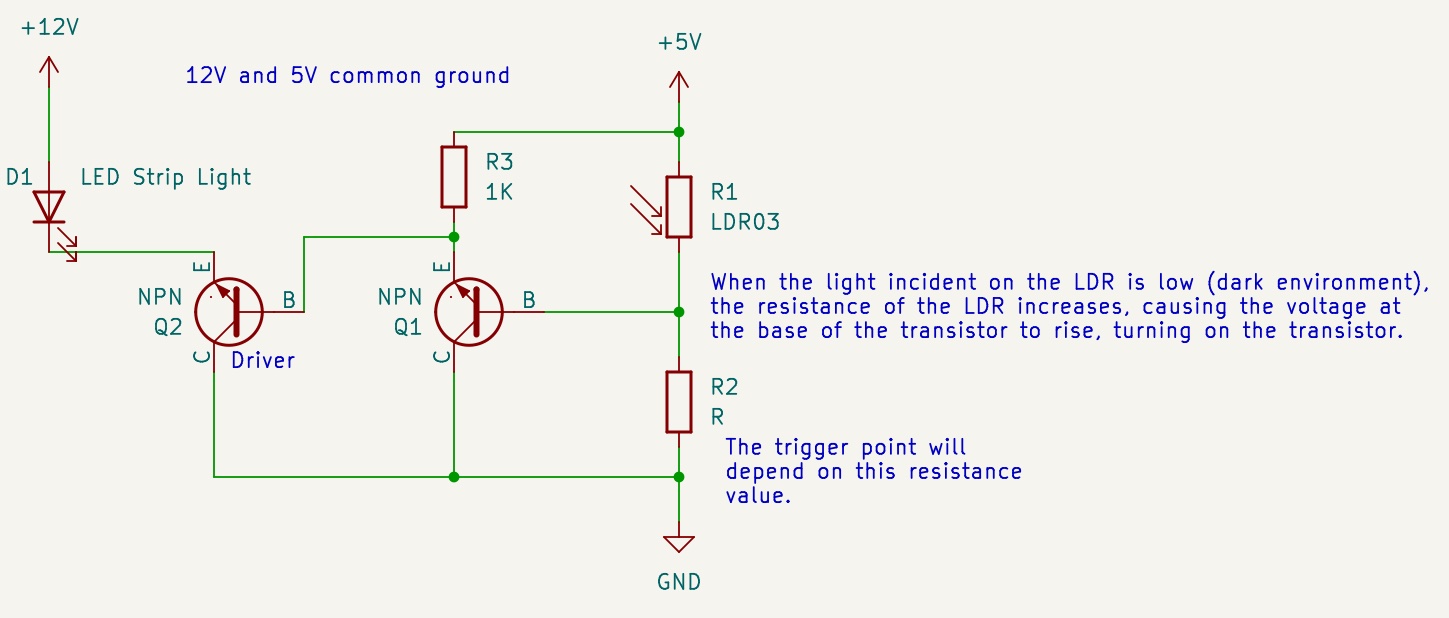 +12V
+5V
12V and 5V common ground
R3
1K
D1
LED Strip Light
R1
LDR03
E
E
NPN
Q2
B
NPN
Q1
B
When the light incident on the LDR is low (dark environment),
the resistance of the LDR increases, causing the voltage at
the base of the transistor to rise, turning on the transistor.
C
Driver
C
R2
R
The trigger point will
depend on this resistance
value.
GND